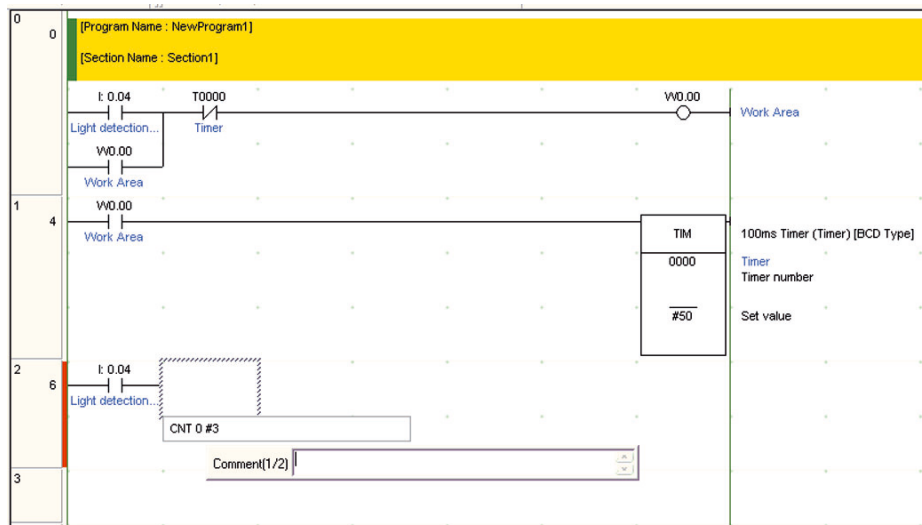 0
0
[Program Name : NewProgram1]
[Section Name : Section1]
I: 0.04 T0000 W0.00
Light detection... Timer Work Area
W0.00
Work Area
1
4
W0.00
Work Area
TIM 100ms Timer (Timer) [BCD Type]
0000 Timer
Timer number
#50 Set value
2
6
I: 0.04
Light detection...
CNT 0 #3
Comment(1/2)
3